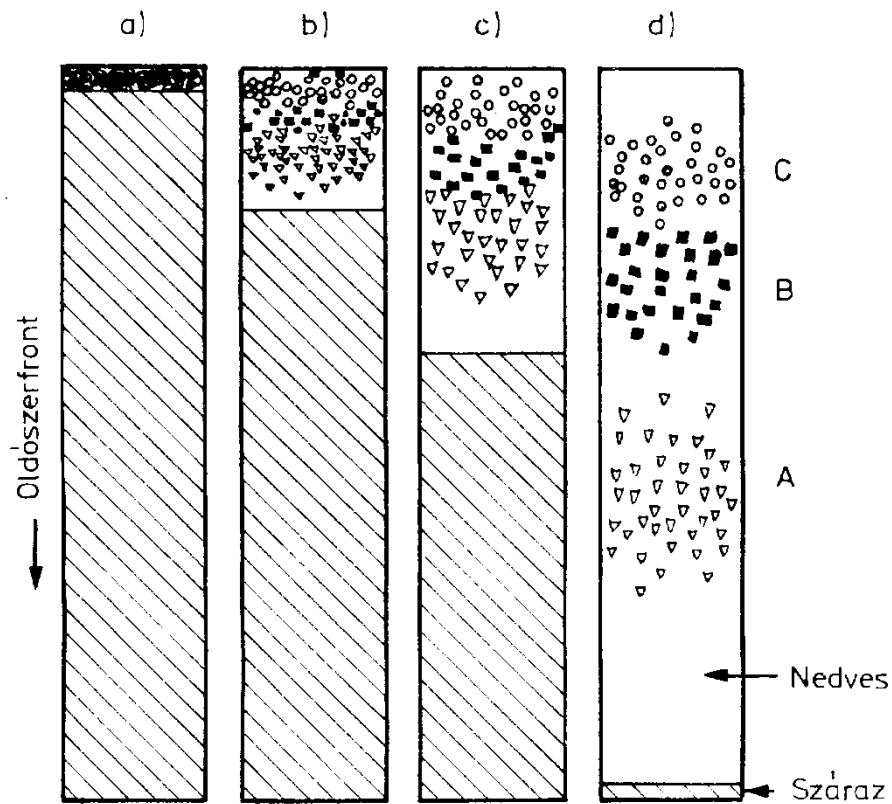 a)
b)
c)
d)
C
B
A
Oldószerfront
Nedves
Száraz